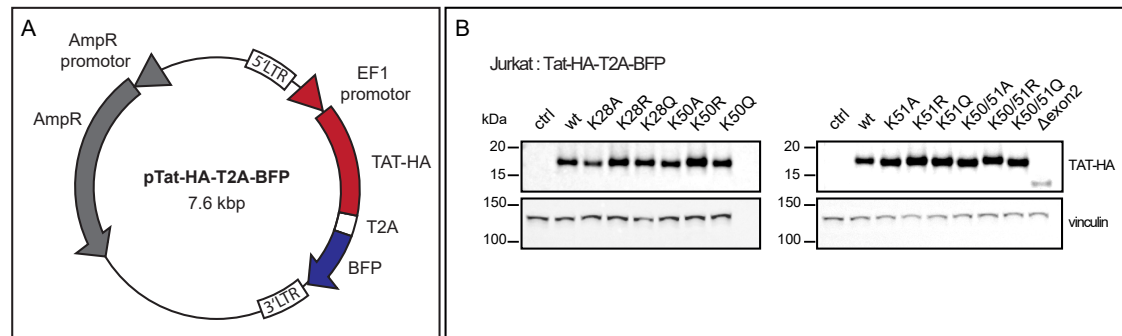 A
AmpR
promotor
5'LTR
EF1
promotor
AmpR
TAT-HA
pTat-HA-T2A-BFP
7.6 kbp
T2A
BFP
3'LTR
B
Jurkat : Tat-HA-T2A-BFP
kDa
ctrl
wt
K28A
K28R
K28Q
K50A
K50R
K50Q
20
15
150
100
ctrl
wt
K51A
K51R
K51Q
K50/51A
K50/51R
K50/51Q
Δexon2
20
15
TAT-HA
150
100
vinculin